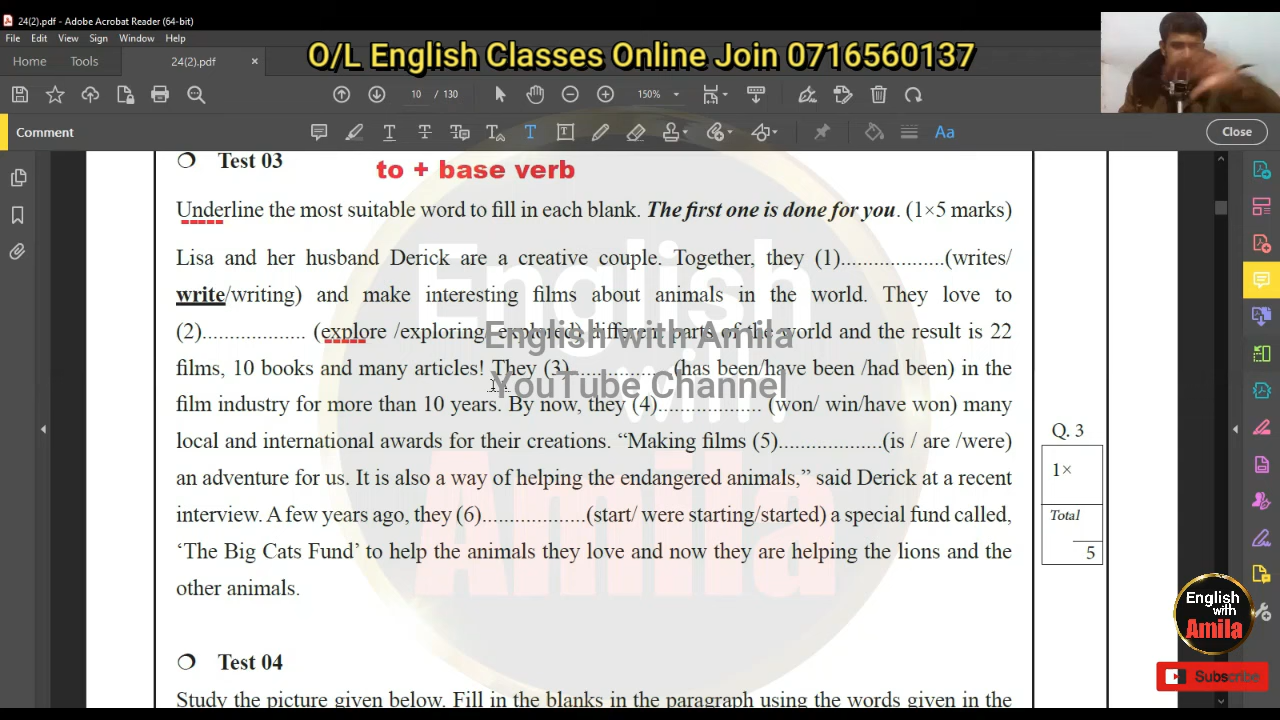 24(2).pdf - Adobe Acrobat Reader (64-bit)
File Edit View Sign Window Help
O/L English Classes Online Join 0716560137
Home Tools 24(2).pdf ×
10 / 130 150%
Comment Aa Close
Test 03
to + base verb
Underline the most suitable word to fill in each blank. The first one is done for you. (1×5 marks)
Lisa and her husband Derick are a creative couple. Together, they (1)...................(writes/
write/writing) and make interesting films about animals in the world. They love to
(2)................... (explore /exploring/ explored) different parts of the world and the result is 22
films, 10 books and many articles! They (3)................... (has been/have been /had been) in the
film industry for more than 10 years. By now, they (4)................... (won/ win/have won) many
local and international awards for their creations. “Making films (5)...................(is / are /were)
an adventure for us. It is also a way of helping the endangered animals,” said Derick at a recent
interview. A few years ago, they (6)...................(start/ were starting/started) a special fund called,
‘The Big Cats Fund’ to help the animals they love and now they are helping the lions and the
other animals.
Q. 3
1×
Total
5
English with Amila
YouTube Channel
English
with
Amila
English
with
Amila
Subscribe
Test 04
Study the picture given below. Fill in the blanks in the paragraph using the words given in the